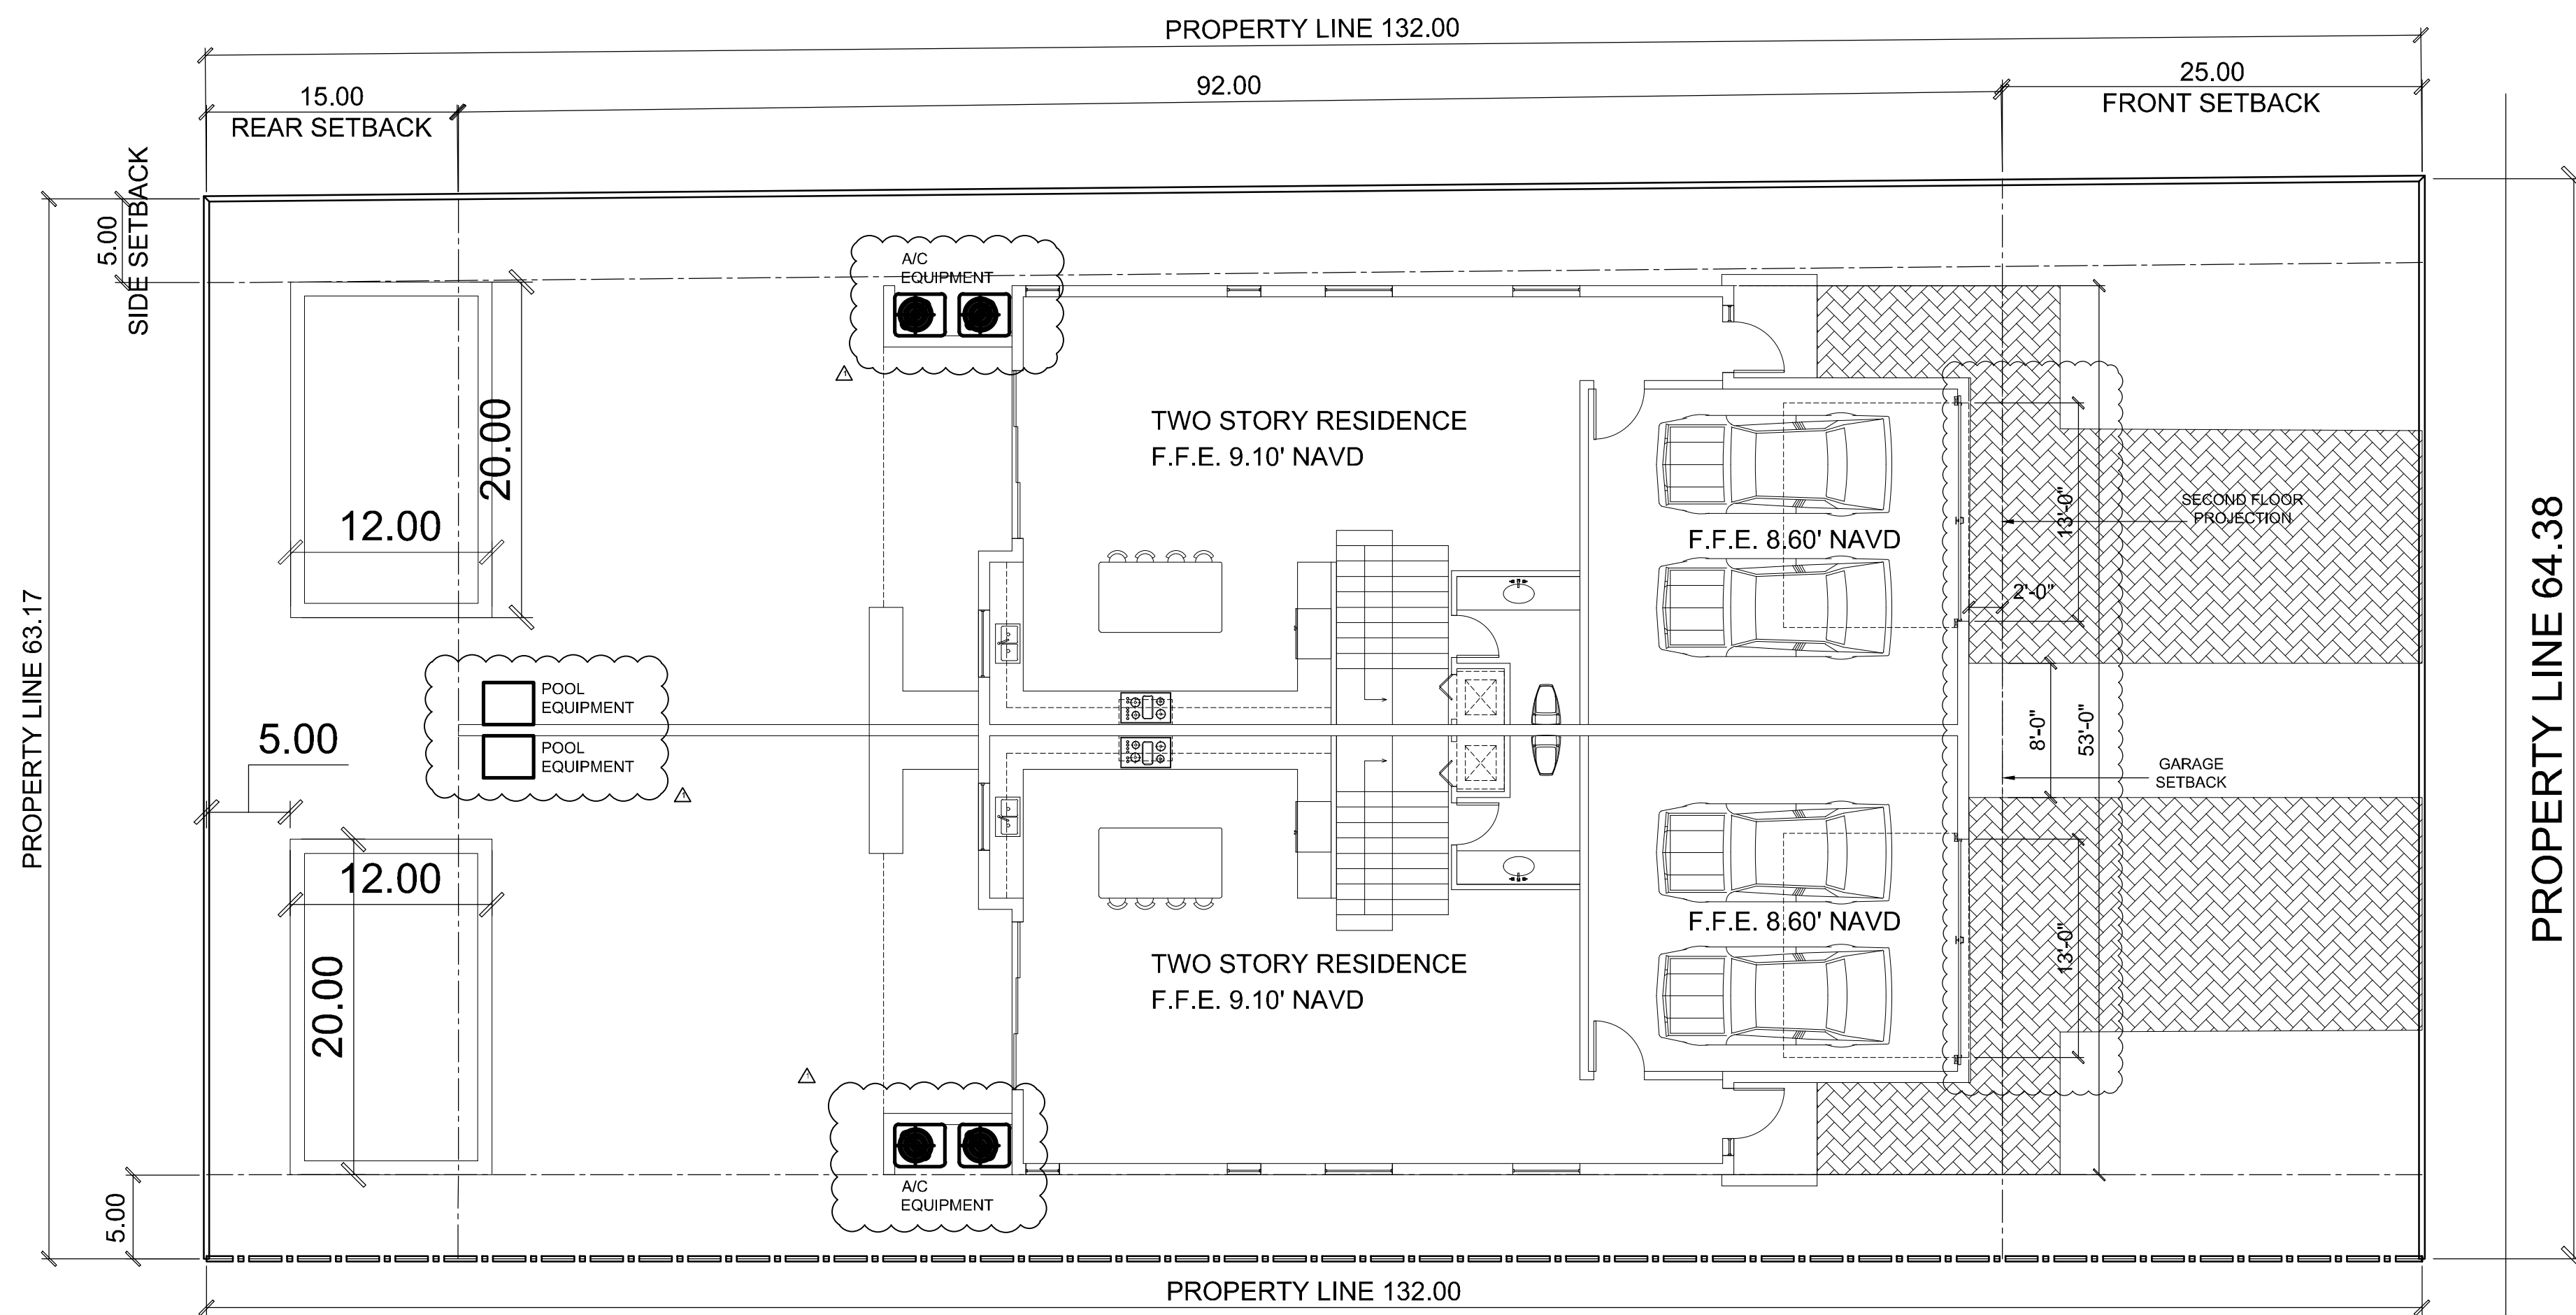 PROPERTY LINE 132.00
92.00
15.00
REAR SETBACK
25.00
FRONT SETBACK
5.00
SIDE SETBACK
A/C
EQUIPMENT
1
20.00
12.00
TWO STORY RESIDENCE
F.F.E. 9.10' NAVD
F.F.E. 8.60' NAVD
13'-0"
SECOND FLOOR
PROJECTION
2'-0"
PROPERTY LINE 63.17
PROPERTY LINE 64.38
POOL
EQUIPMENT
POOL
EQUIPMENT
1
5.00
8'-0"
53'-0"
GARAGE
SETBACK
12.00
20.00
F.F.E. 8.60' NAVD
13'-0"
TWO STORY RESIDENCE
F.F.E. 9.10' NAVD
1
A/C
EQUIPMENT
5.00
PROPERTY LINE 132.00